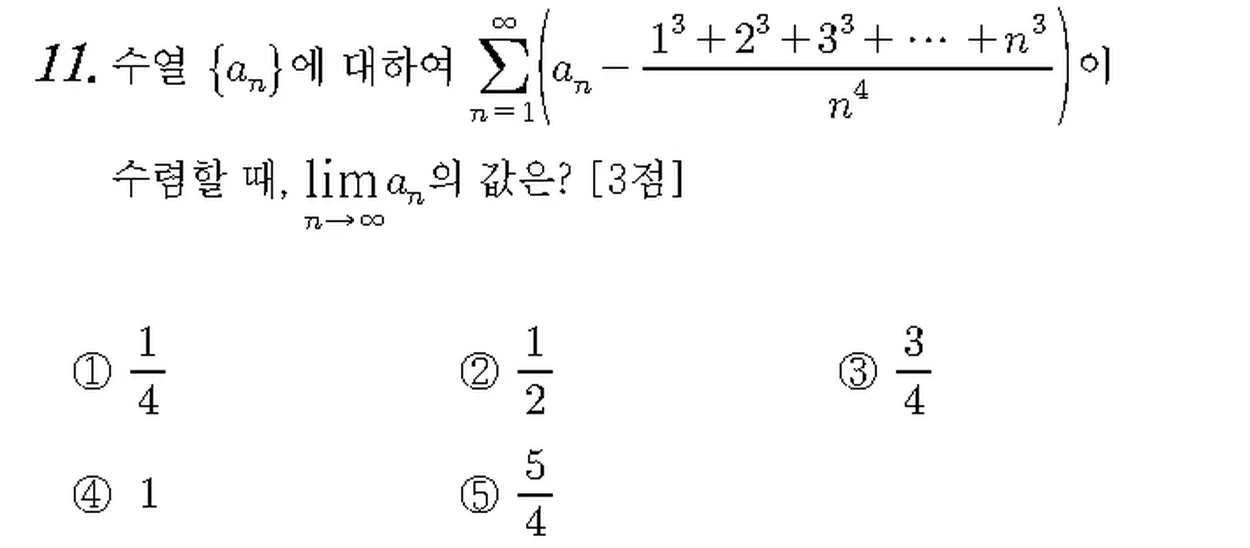 11. 수열 {aₙ}에 대하여 ∑_{n=1}^{∞}(aₙ − (1³+2³+3³+ ⋯ +n³)/n⁴)이
수렴할 때, lim_{n→∞} aₙ의 값은? [3점]
① 1/4 ② 1/2 ③ 3/4
④ 1 ⑤ 5/4